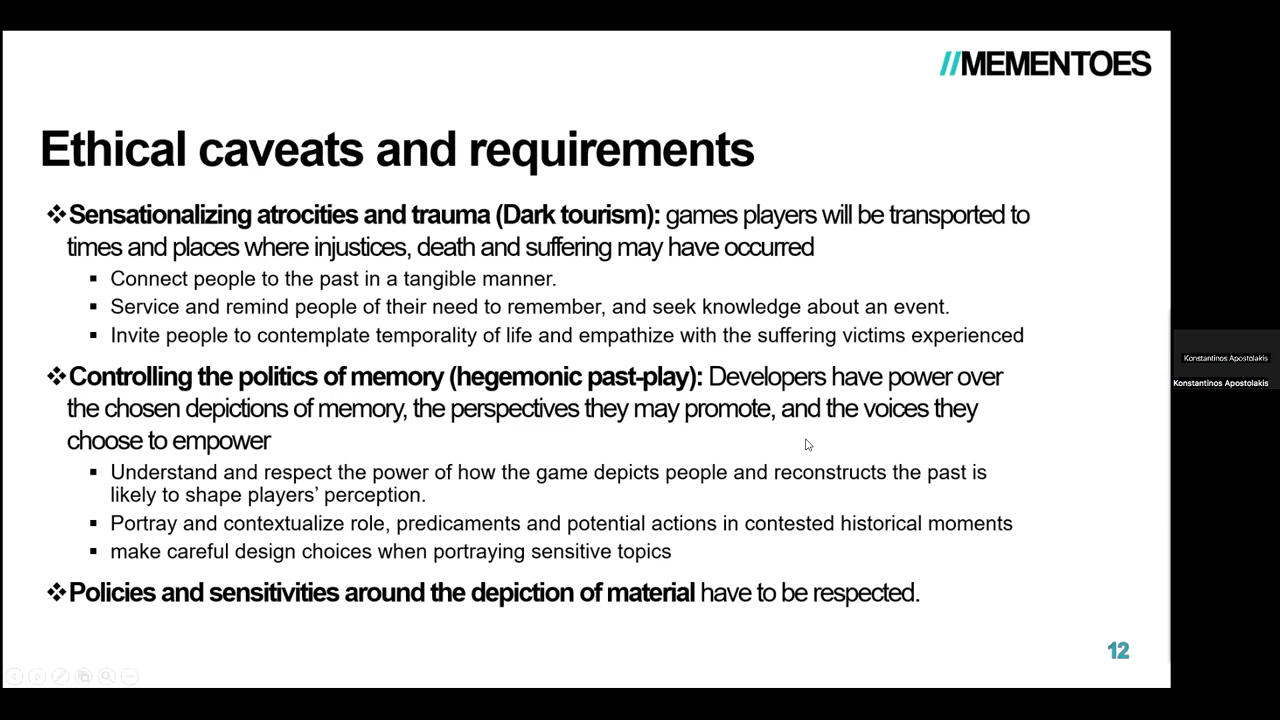 //MEMENTOES
Ethical caveats and requirements
❖Sensationalizing atrocities and trauma (Dark tourism): games players will be transported to
times and places where injustices, death and suffering may have occurred
▪ Connect people to the past in a tangible manner.
▪ Service and remind people of their need to remember, and seek knowledge about an event.
▪ Invite people to contemplate temporality of life and empathize with the suffering victims experienced
❖Controlling the politics of memory (hegemonic past-play): Developers have power over
the chosen depictions of memory, the perspectives they may promote, and the voices they
choose to empower
▪ Understand and respect the power of how the game depicts people and reconstructs the past is
likely to shape players’ perception.
▪ Portray and contextualize role, predicaments and potential actions in contested historical moments
▪ make careful design choices when portraying sensitive topics
❖Policies and sensitivities around the depiction of material have to be respected.
12
Konstantinos Apostolakis
Konstantinos Apostolakis